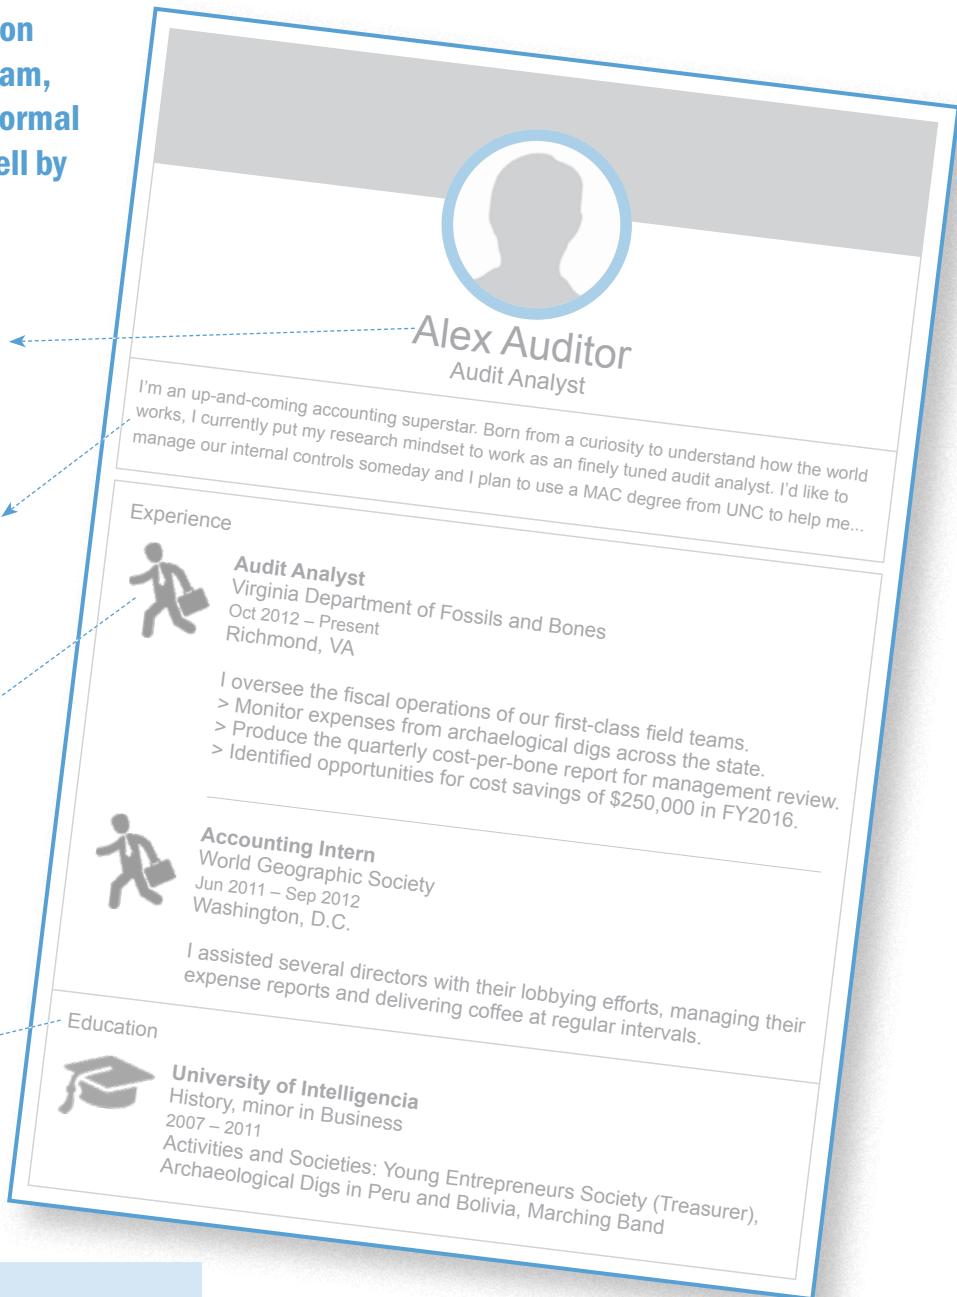 on
am,
ormal
ell by
Alex Auditor
Audit Analyst
I'm an up-and-coming accounting superstar. Born from a curiosity to understand how the world
works, I currently put my research mindset to work as an finely tuned audit analyst. I'd like to
manage our internal controls someday and I plan to use a MAC degree from UNC to help me...
Experience
Audit Analyst
Virginia Department of Fossils and Bones
Oct 2012 – Present
Richmond, VA
I oversee the fiscal operations of our first-class field teams.
> Monitor expenses from archaelogical digs across the state.
> Produce the quarterly cost-per-bone report for management review.
> Identified opportunities for cost savings of $250,000 in FY2016.
Accounting Intern
World Geographic Society
Jun 2011 – Sep 2012
Washington, D.C.
I assisted several directors with their lobbying efforts, managing their
expense reports and delivering coffee at regular intervals.
Education
University of Intelligencia
History, minor in Business
2007 – 2011
Activities and Societies: Young Entrepreneurs Society (Treasurer),
Archaeological Digs in Peru and Bolivia, Marching Band